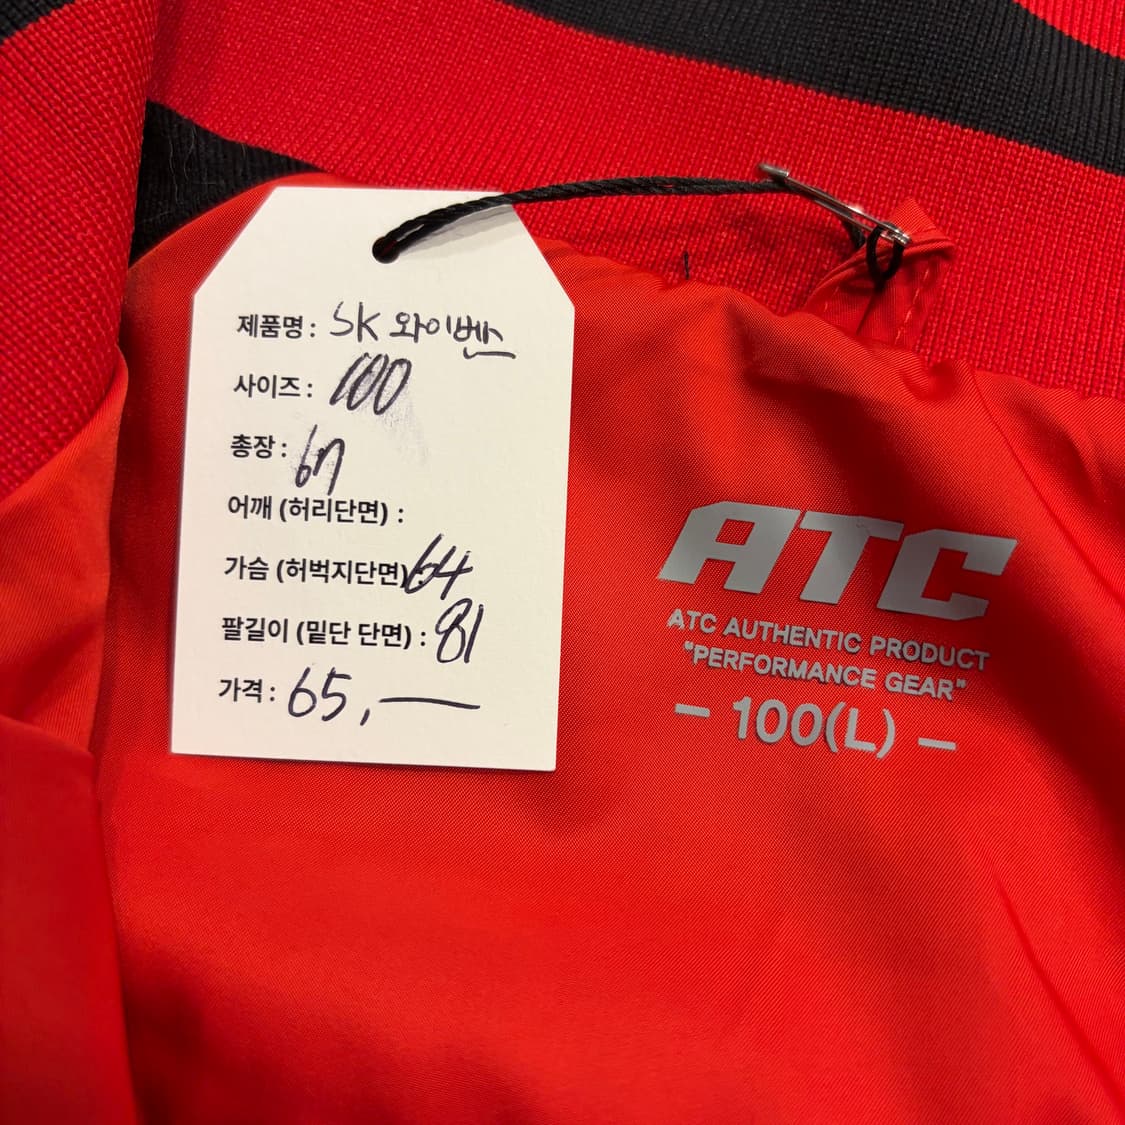 제품명 : SK 와이번스
사이즈 : 100
총장 : 67
어깨 (허리단면) :
가슴 (허벅지단면) : 64
팔길이 (밑단 단면) : 81
가격 : 65,—
ATC
ATC AUTHENTIC PRODUCT
"PERFORMANCE GEAR"
— 100(L) —